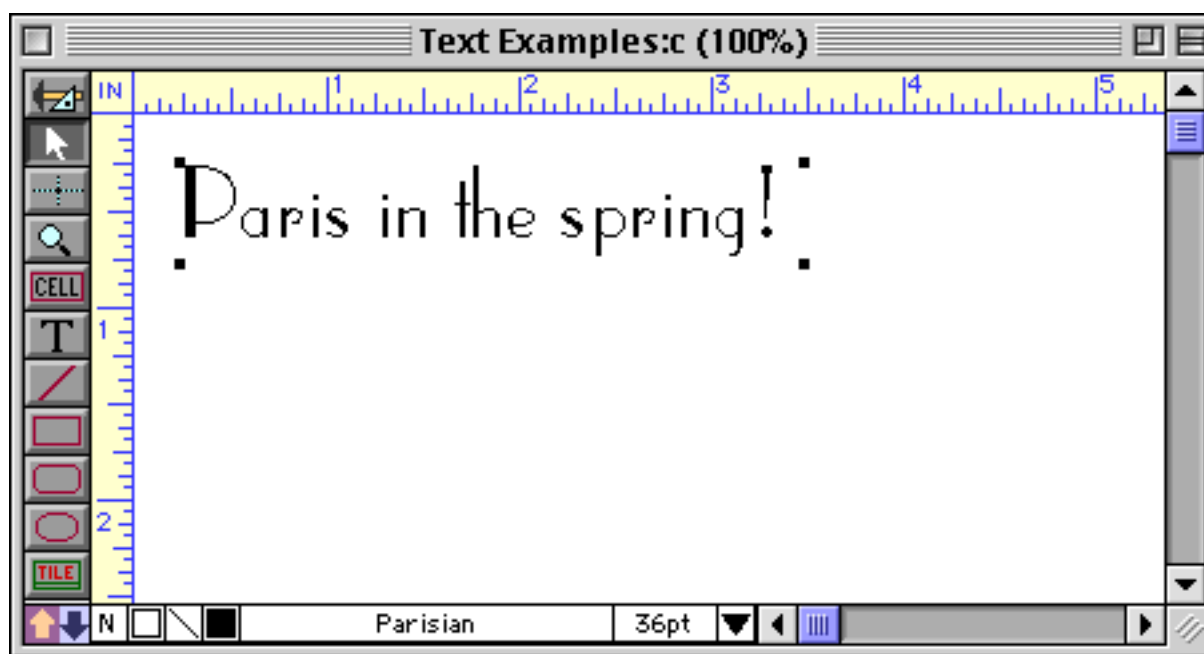 Text Examples:c (100%)
IN 1 2 3 4 5
Paris in the spring!
CELL
T
1
2
TILE
N Parisian 36pt